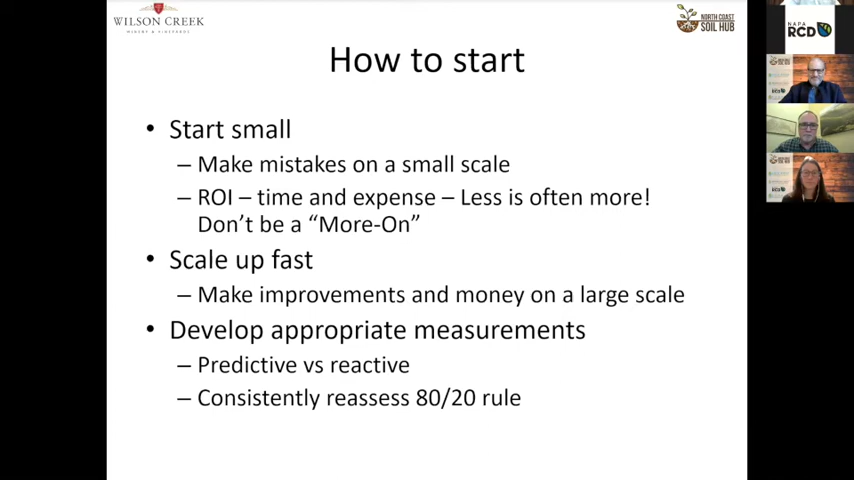 WILSON CREEK
WINERY & VINEYARDS
NORTH COAST
SOIL HUB
How to start
• Start small
– Make mistakes on a small scale
– ROI – time and expense – Less is often more!
Don't be a “More-On”
• Scale up fast
– Make improvements and money on a large scale
• Develop appropriate measurements
– Predictive vs reactive
– Consistently reassess 80/20 rule
NAPA
RCD